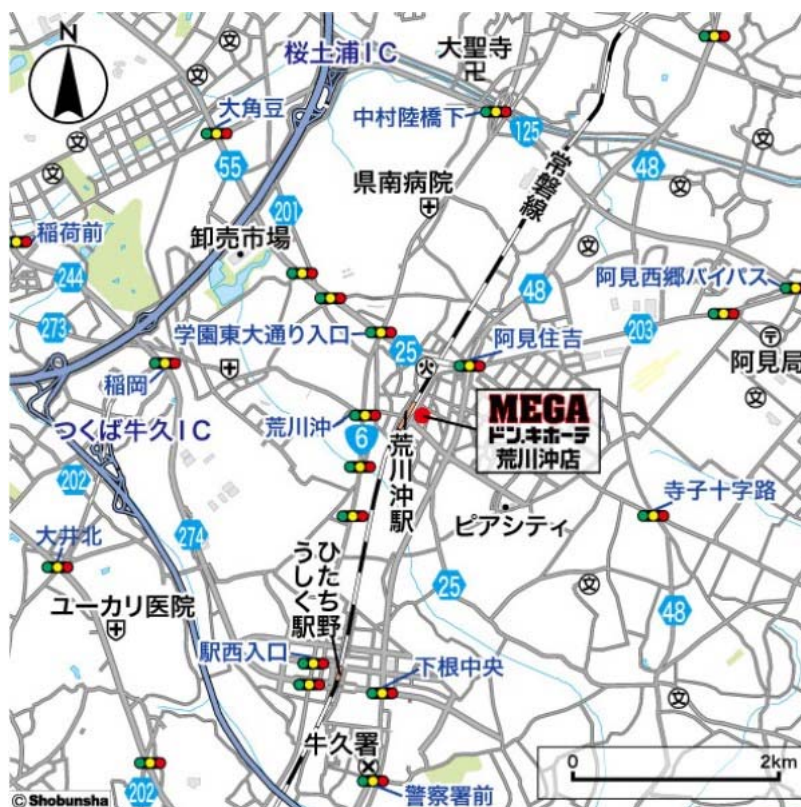 N
桜土浦IC
大聖寺
大角豆
中村陸橋下
125
55
常磐線
48
県南病院
201
稲荷前
卸売市場
244
阿見西郷バイパス
48
273
学園東大通り入口
203
25
阿見住吉
阿見局
稲岡
MEGA
ドン.キホーテ
荒川沖店
荒川沖
つくば牛久IC
6
荒川沖駅
202
寺子十字路
ピアシティ
274
大井北
ひたち野
うしく駅
25
ユーカリ医院
48
駅西入口
下根中央
牛久署
0
2km
202
警察署前
© Shobunsha